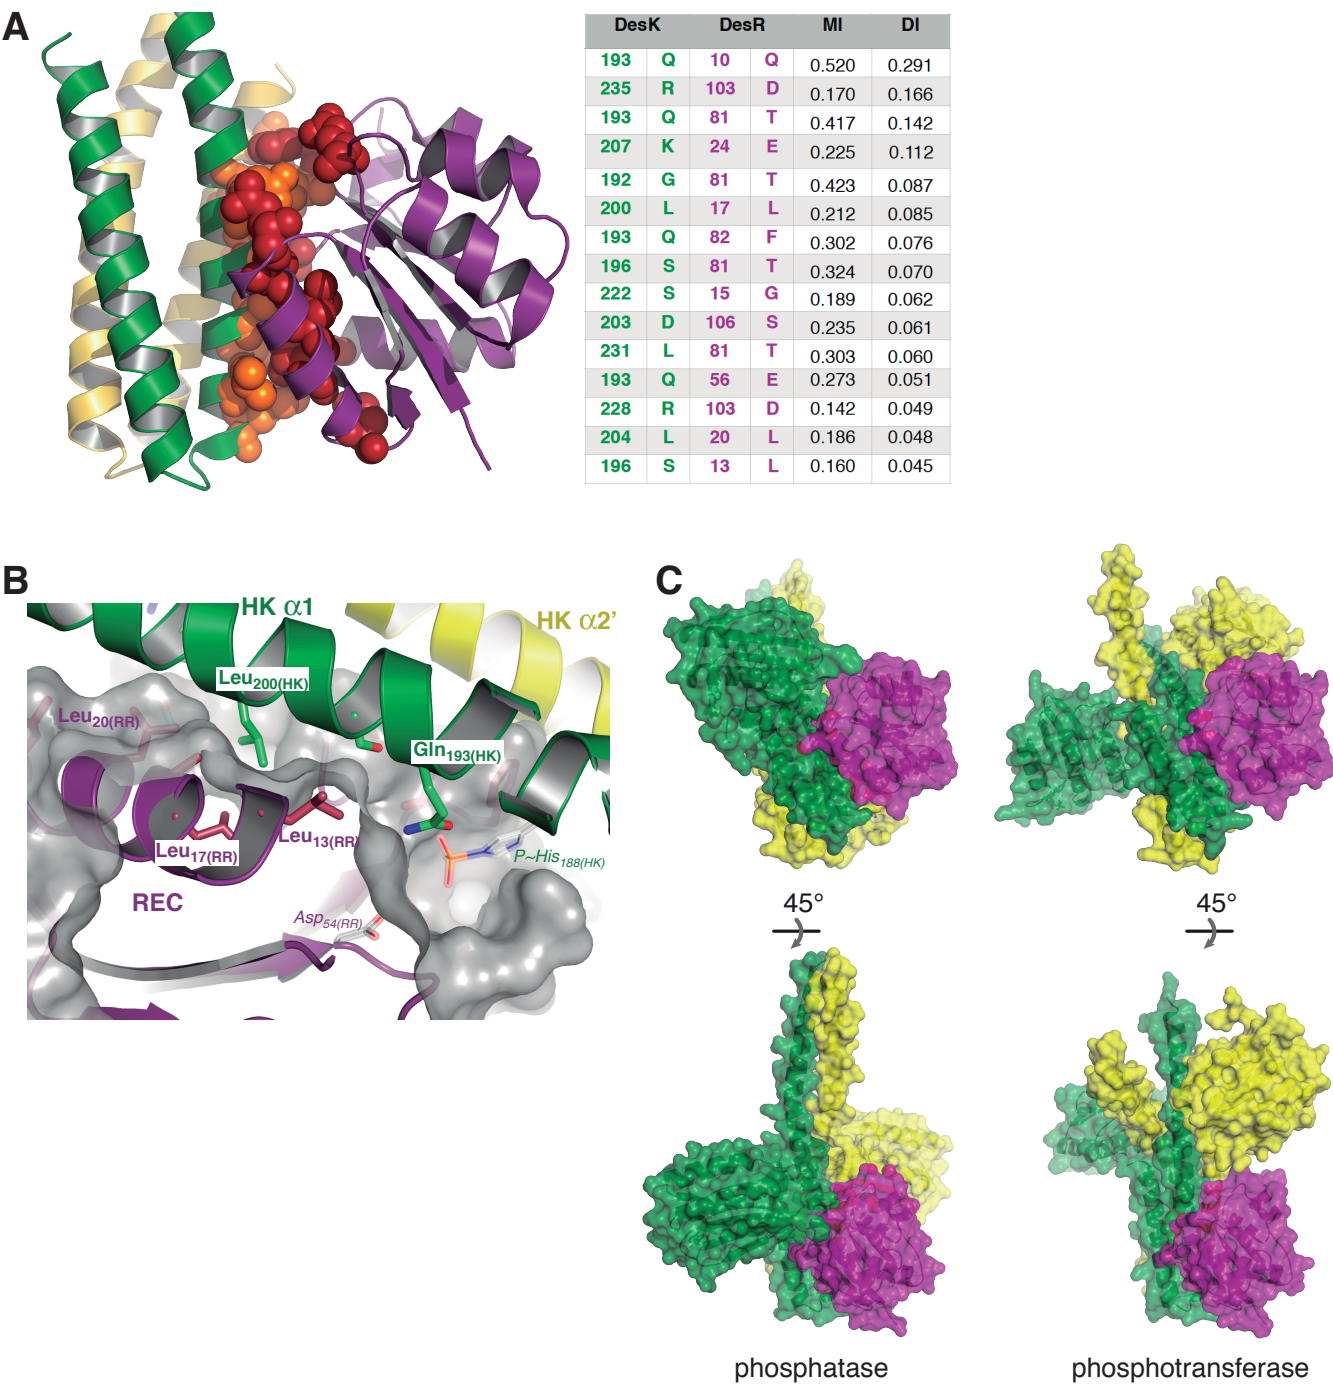 A
DesK DesR MI DI
193 Q 10 Q 0.520 0.291
235 R 103 D 0.170 0.166
193 Q 81 T 0.417 0.142
207 K 24 E 0.225 0.112
192 G 81 T 0.423 0.087
200 L 17 L 0.212 0.085
193 Q 82 F 0.302 0.076
196 S 81 T 0.324 0.070
222 S 15 G 0.189 0.062
203 D 106 S 0.235 0.061
231 L 81 T 0.303 0.060
193 Q 56 E 0.273 0.051
228 R 103 D 0.142 0.049
204 L 20 L 0.186 0.048
196 S 13 L 0.160 0.045
B
HK α1
HK α2’
Leu200(HK)
Leu20(RR)
Gln193(HK)
Leu13(RR)
Leu17(RR)
P~His188(HK)
REC
Asp54(RR)
C
45°
45°
phosphatase
phosphotransferase